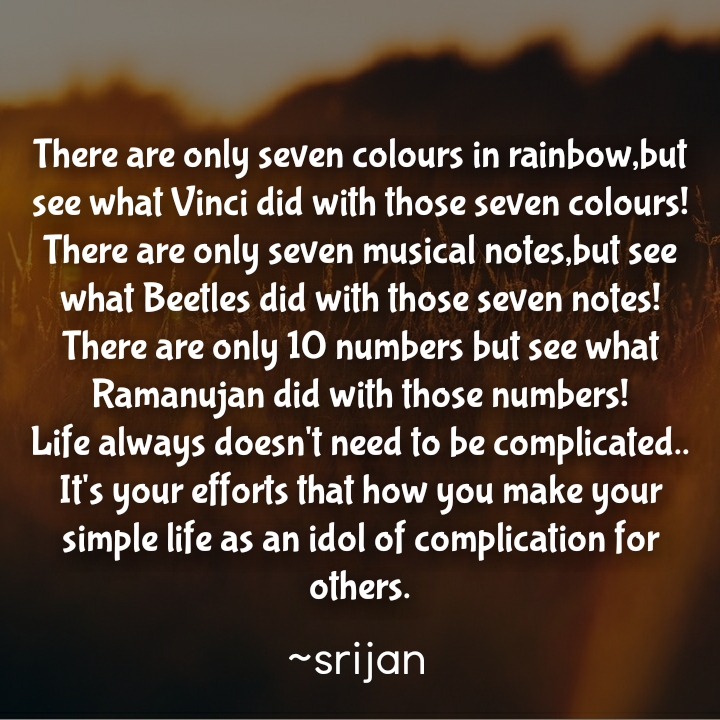 There are only seven colours in rainbow,but
see what Vinci did with those seven colours!
There are only seven musical notes,but see
what Beetles did with those seven notes!
There are only 10 numbers but see what
Ramanujan did with those numbers!
Life always doesn't need to be complicated..
It's your efforts that how you make your
simple life as an idol of complication for
others.
~srijan